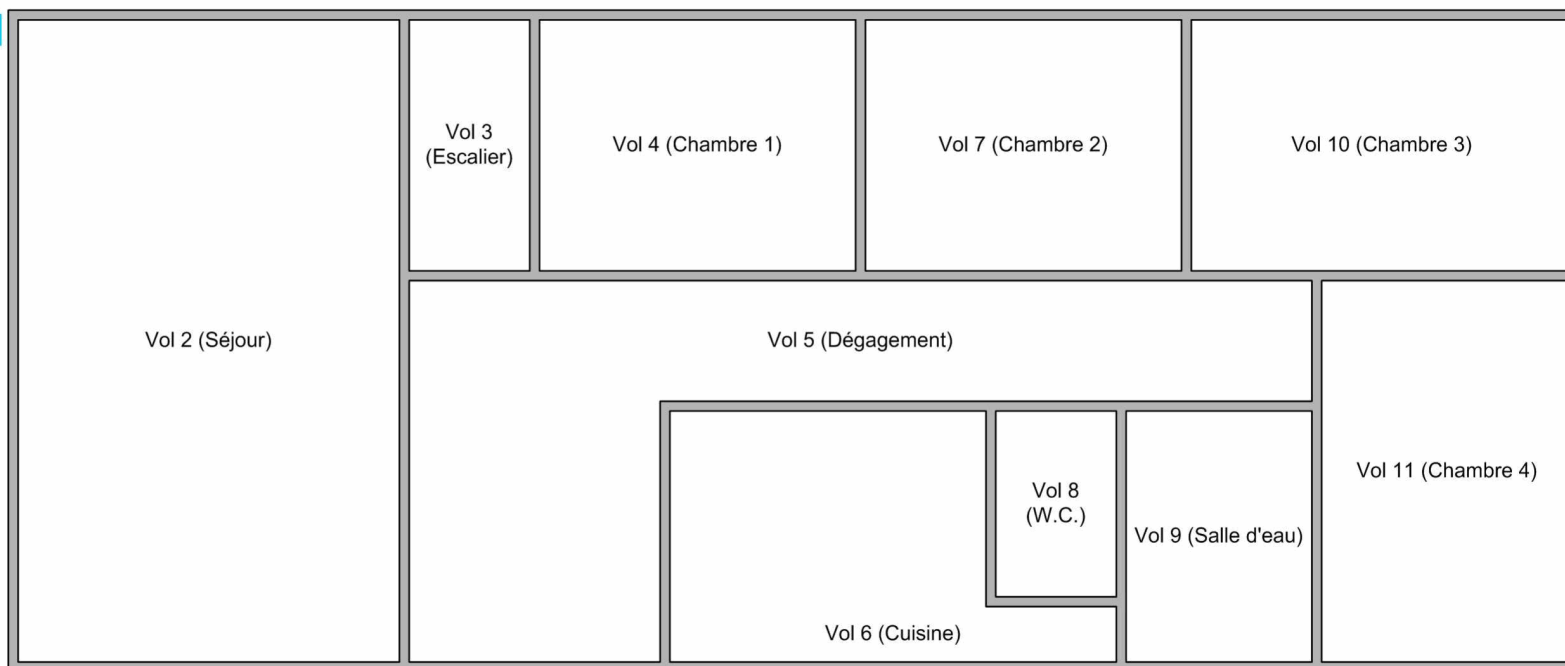 Vol 3
(Escalier)
Vol 4 (Chambre 1)
Vol 7 (Chambre 2)
Vol 10 (Chambre 3)
Vol 2 (Séjour)
Vol 5 (Dégagement)
Vol 8
(W.C.)
Vol 11 (Chambre 4)
Vol 9 (Salle d'eau)
Vol 6 (Cuisine)